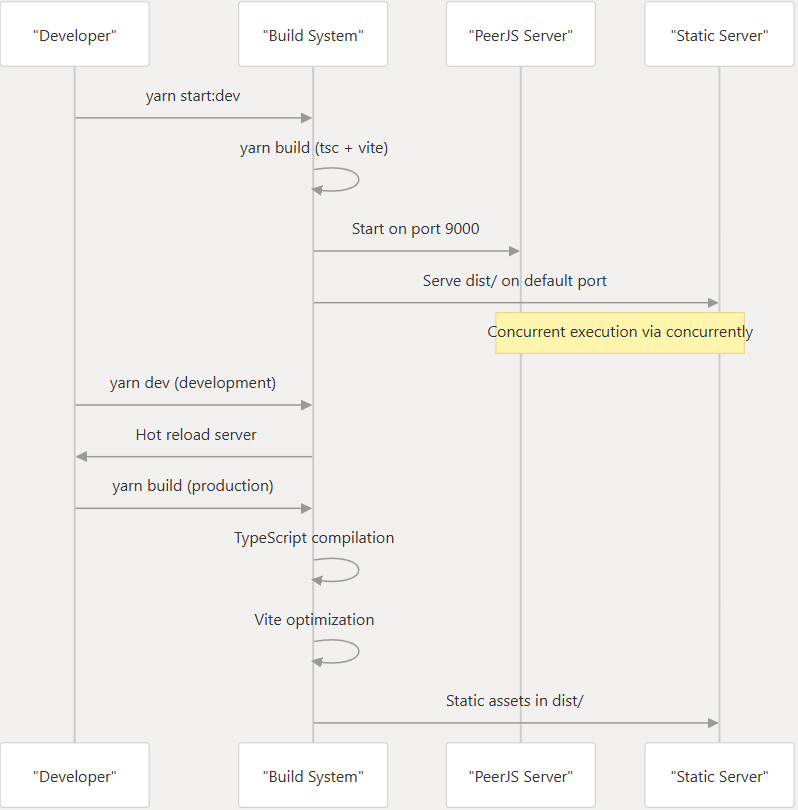 "Developer"
"Build System"
"PeerJS Server"
"Static Server"
yarn start:dev
yarn build (tsc + vite)
Start on port 9000
Serve dist/ on default port
Concurrent execution via concurrently
yarn dev (development)
Hot reload server
yarn build (production)
TypeScript compilation
Vite optimization
Static assets in dist/
"Developer"
"Build System"
"PeerJS Server"
"Static Server"